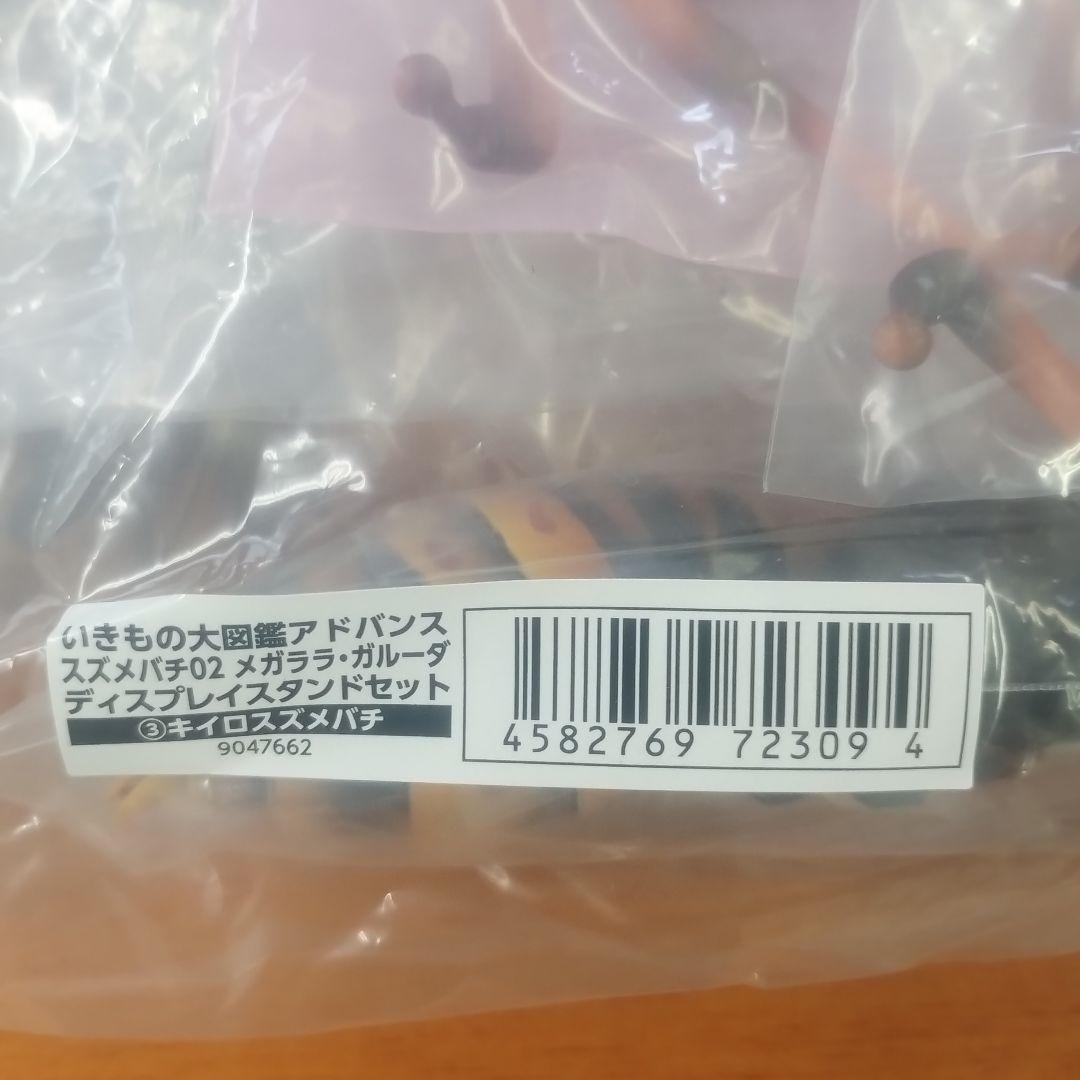 いきもの大図鑑アドバンス
スズメバチ02 メガララ・ガルーダ
ディスプレイスタンドセット
③キイロスズメバチ
9047662
4582769 72309 4